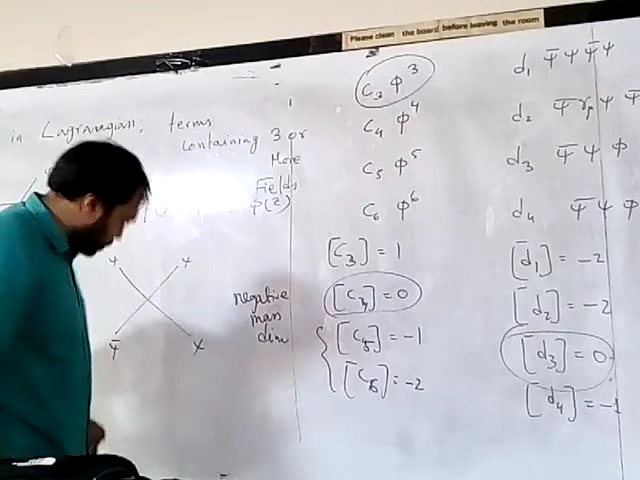 Please clean the board before leaving the room
in Lagrangian; terms
containing 3 or
More
Fields
φ(2)
ψ ψ
ψ̄
negative
mass
dim
C₃ φ³
C₄ φ⁴
C₅ φ⁵
C₆ φ⁶
[C₃] = 1
[C₄] = 0
[C₅] = -1
[C₆] = -2
d₁ ψ̄ ψ ψ̄ ψ
d₂ ψ̄ γμ ψ ψ̄
d₃ ψ̄ ψ φ
d₄ ψ̄ ψ φ
[d₁] = -2
[d₂] = -2
[d₃] = 0
[d₄] = -1